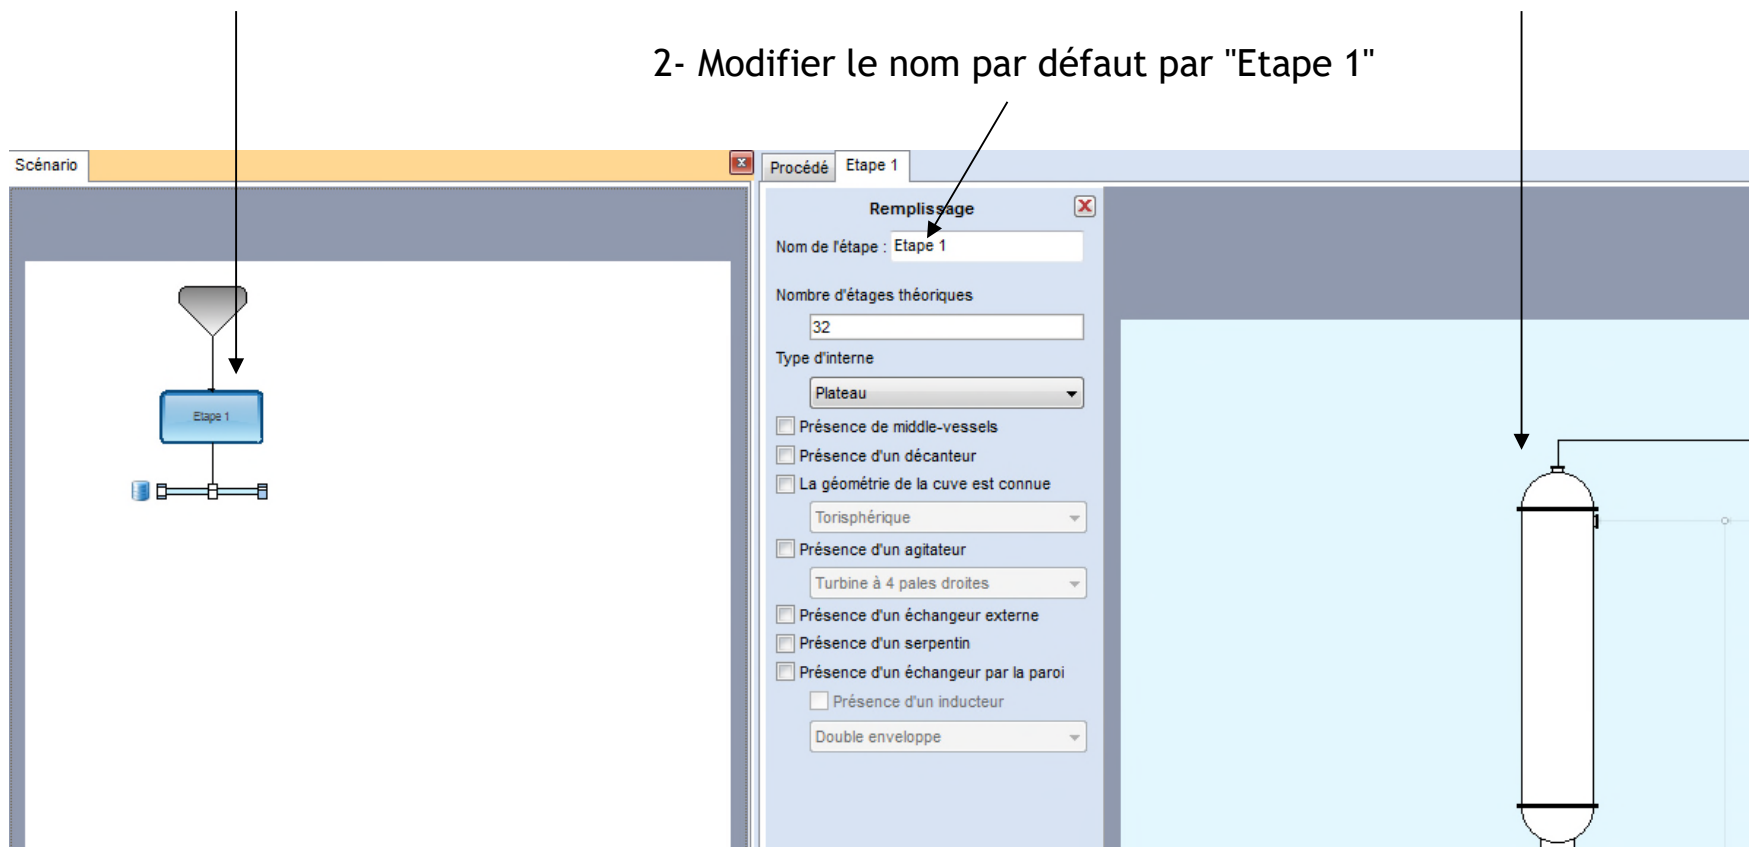 2- Modifier le nom par défaut par "Etape 1"
Scénario
Etape 1
Procédé
Etape 1
Remplissage
Nom de l'étape : Etape 1
Nombre d'étages théoriques
32
Type d'interne
Plateau
Présence de middle-vessels
Présence d'un décanteur
La géométrie de la cuve est connue
Torisphérique
Présence d'un agitateur
Turbine à 4 pales droites
Présence d'un échangeur externe
Présence d'un serpentin
Présence d'un échangeur par la paroi
Présence d'un inducteur
Double enveloppe